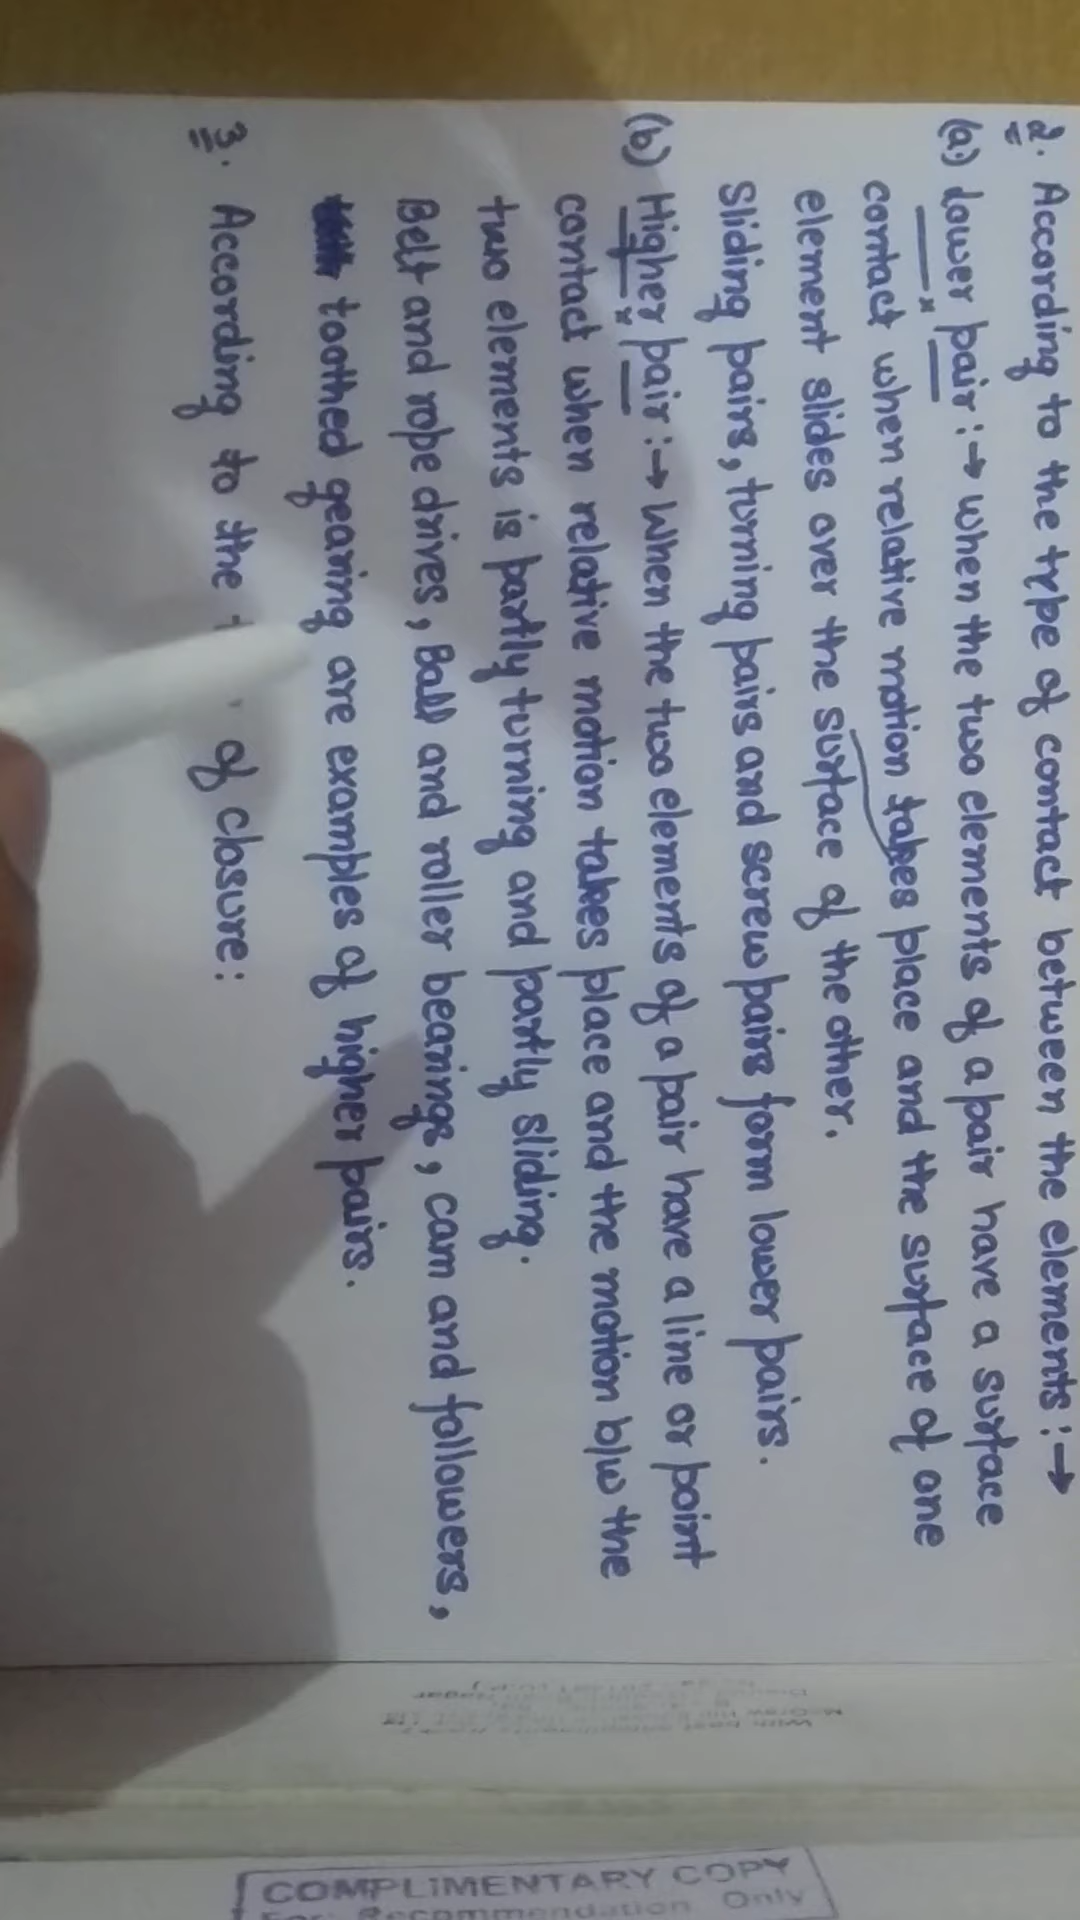 2. According to the type of contact between the elements :→
(a) Lower pair :→ when the two elements of a pair have a surface
contact when relative motion takes place and the surface of one
element slides over the surface of the other.
Sliding pairs, turning pairs and screw pairs form lower pairs.
(b) Higher pair :→ When the two elements of a pair have a line or point
contact when relative motion takes place and the motion b/w the
two elements is partly turning and partly sliding.
Belt and rope drives, Ball and roller bearings, cam and followers,
toothed gearing are examples of higher pairs.
3. According to the of closure:
COMPLIMENTARY COPY
For: Recommendation Only